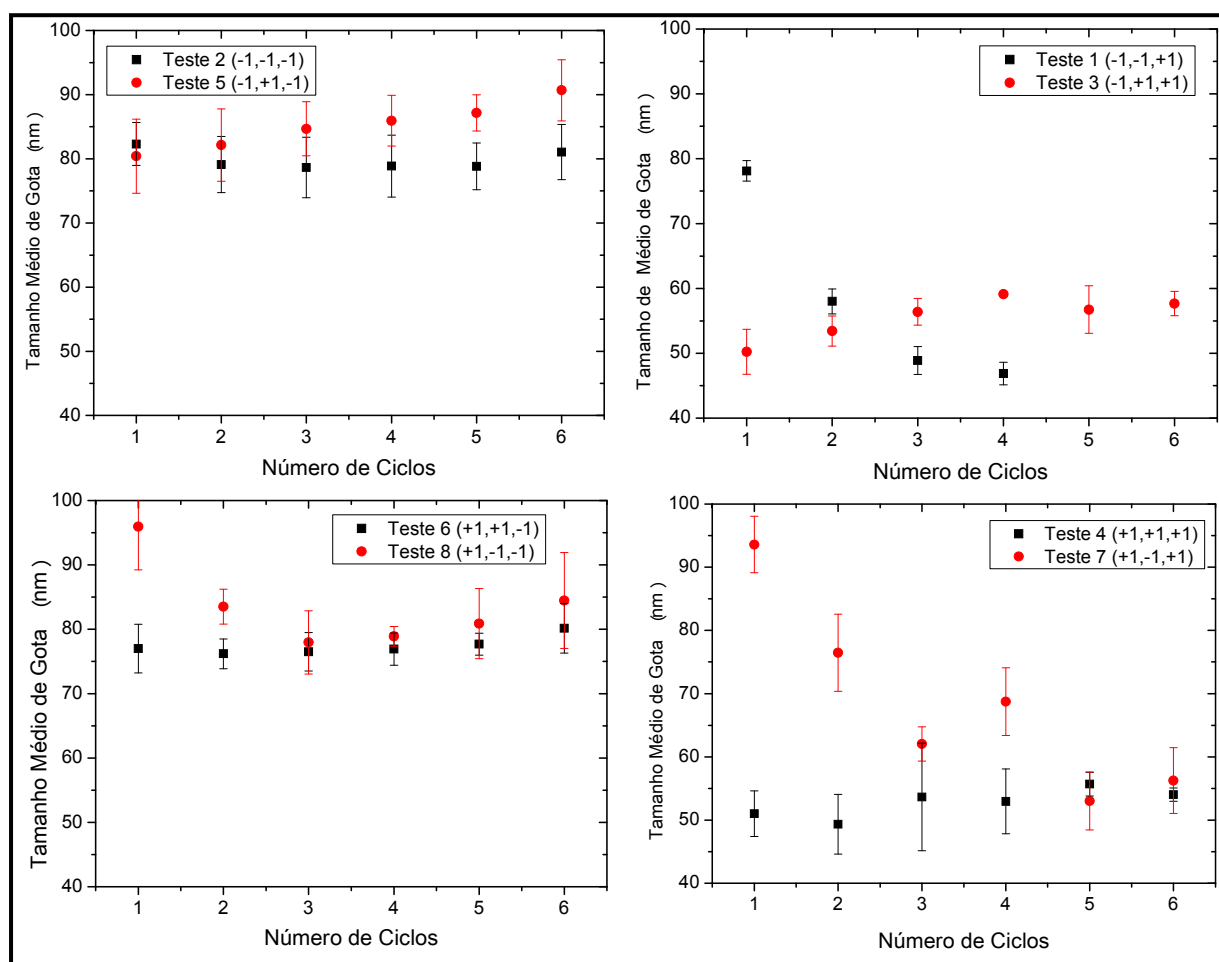 Teste 2 (-1,-1,-1)
Teste 5 (-1,+1,-1)
Tamanho Médio de Gota (nm)
100
90
80
70
60
50
40
1 2 3 4 5 6
Número de Ciclos
Teste 1 (-1,-1,+1)
Teste 3 (-1,+1,+1)
Tamanho de Médio de Gota (nm)
100
90
80
70
60
50
40
1 2 3 4 5 6
Número de Ciclos
Teste 6 (+1,+1,-1)
Teste 8 (+1,-1,-1)
Tamanho Médio de Gota (nm)
100
90
80
70
60
50
40
1 2 3 4 5 6
Número de Ciclos
Teste 4 (+1,+1,+1)
Teste 7 (+1,-1,+1)
Tamanho Médio de Gota (nm)
100
90
80
70
60
50
40
1 2 3 4 5 6
Número de Ciclos